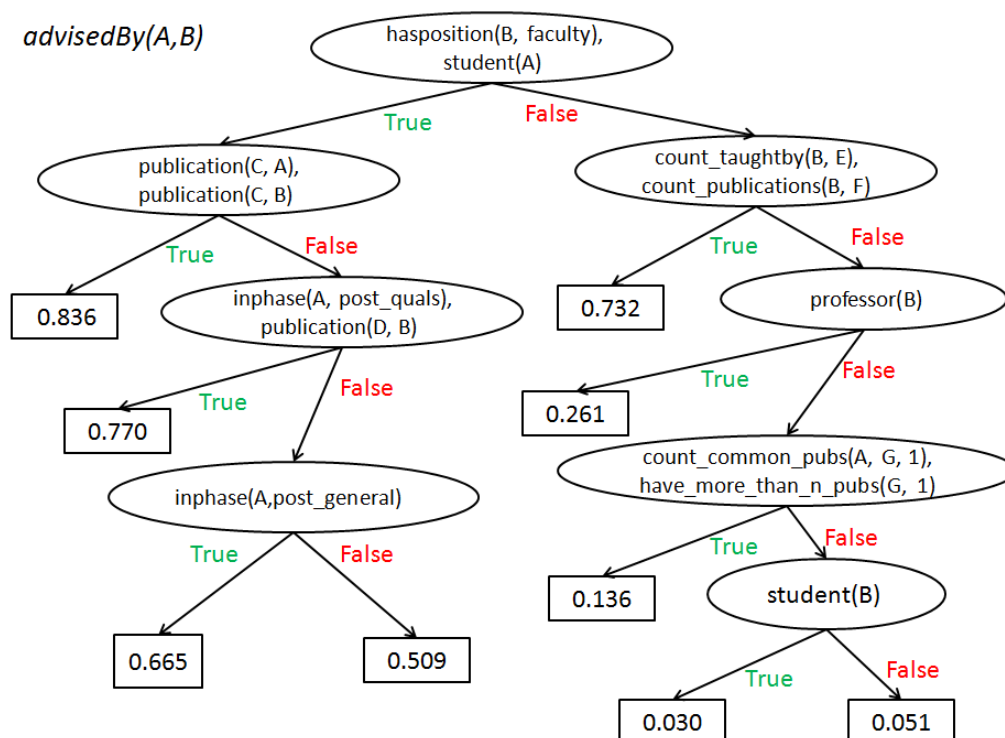 advisedBy(A,B)
hasposition(B, faculty),
student(A)
True
False
publication(C, A),
publication(C, B)
count_taughtby(B, E),
count_publications(B, F)
True
False
True
False
0.836
inphase(A, post_quals),
publication(D, B)
0.732
professor(B)
True
False
True
False
0.770
0.261
inphase(A,post_general)
count_common_pubs(A, G, 1),
have_more_than_n_pubs(G, 1)
True
False
True
False
0.136
student(B)
0.665
0.509
True
False
0.030
0.051